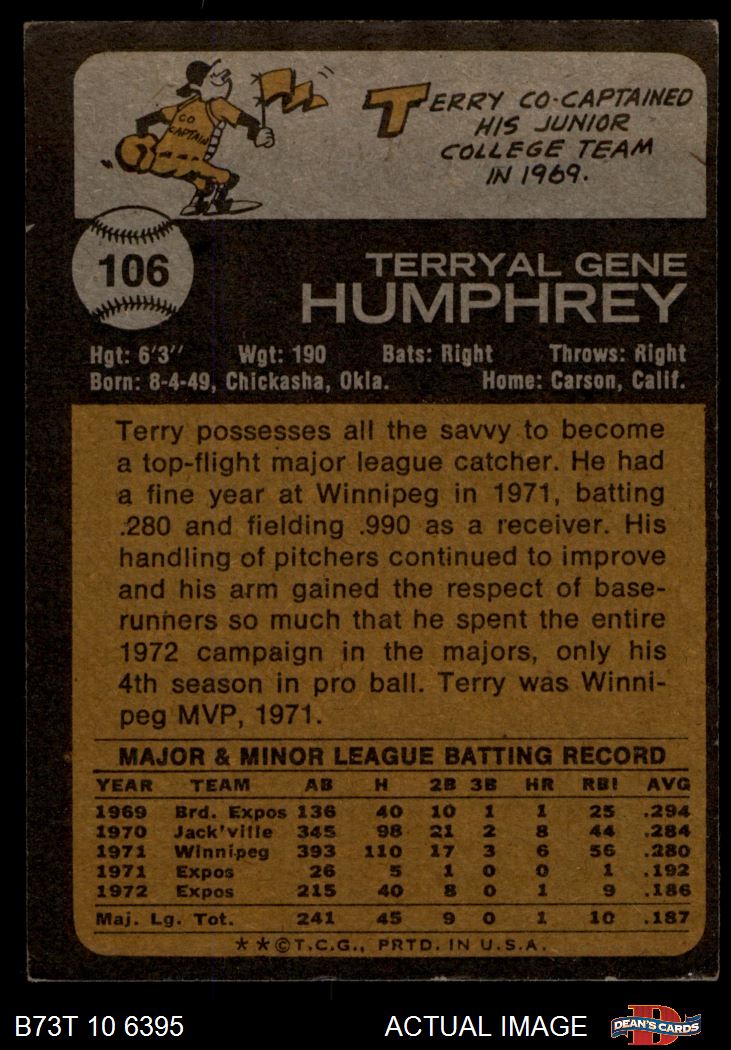 CO
CAPTAIN
TERRY CO-CAPTAINED
HIS JUNIOR
COLLEGE TEAM
IN 1969.
106
TERRYAL GENE
HUMPHREY
Hgt: 6'3" Wgt: 190 Bats: Right Throws: Right
Born: 8-4-49, Chickasha, Okla. Home: Carson, Calif.
Terry possesses all the savvy to become
a top-flight major league catcher. He had
a fine year at Winnipeg in 1971, batting
.280 and fielding .990 as a receiver. His
handling of pitchers continued to improve
and his arm gained the respect of base-
runners so much that he spent the entire
1972 campaign in the majors, only his
4th season in pro ball. Terry was Winni-
peg MVP, 1971.
MAJOR & MINOR LEAGUE BATTING RECORD
YEAR TEAM AB H 2B 3B HR RBI AVG
1969 Brd. Expos 136 40 10 1 1 25 .294
1970 Jack'ville 345 98 21 2 8 44 .284
1971 Winnipeg 393 110 17 3 6 56 .280
1971 Expos 26 5 1 0 0 1 .192
1972 Expos 215 40 8 0 1 9 .186
Maj. Lg. Tot. 241 45 9 0 1 10 .187
★★©T.C.G., PRTD. IN U.S.A.
B73T 10 6395 ACTUAL IMAGE
D
DEAN'S CARDS